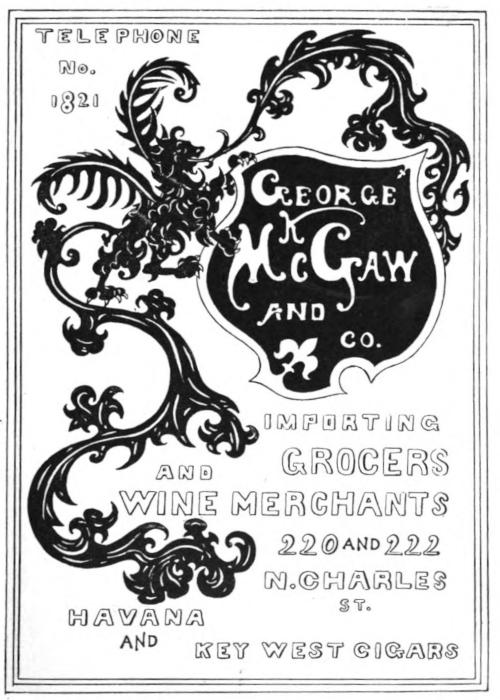 TELEPHONE
No.
1821
GEORGE
K
McGAW
AND
CO.
IMPORTING
GROCERS
AND
WINE MERCHANTS
220 AND 222
N. CHARLES
ST.
HAVANA
AND
KEY WEST CIGARS